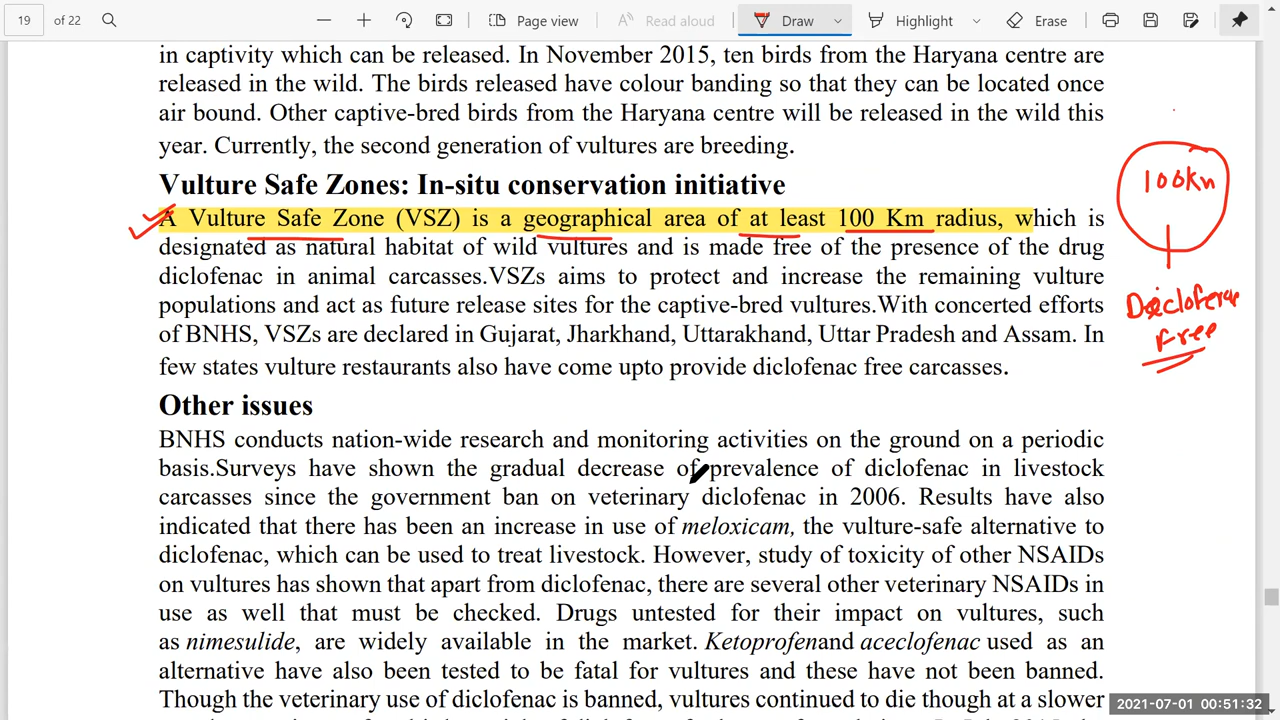 19 of 22 Page view Read aloud Draw Highlight Erase
in captivity which can be released. In November 2015, ten birds from the Haryana centre are
released in the wild. The birds released have colour banding so that they can be located once
air bound. Other captive-bred birds from the Haryana centre will be released in the wild this
year. Currently, the second generation of vultures are breeding.
Vulture Safe Zones: In-situ conservation initiative
A Vulture Safe Zone (VSZ) is a geographical area of at least 100 Km radius, which is
designated as natural habitat of wild vultures and is made free of the presence of the drug
diclofenac in animal carcasses.VSZs aims to protect and increase the remaining vulture
populations and act as future release sites for the captive-bred vultures.With concerted efforts
of BNHS, VSZs are declared in Gujarat, Jharkhand, Uttarakhand, Uttar Pradesh and Assam. In
few states vulture restaurants also have come upto provide diclofenac free carcasses.
100km
Free
Other issues
BNHS conducts nation-wide research and monitoring activities on the ground on a periodic
basis.Surveys have shown the gradual decrease of prevalence of diclofenac in livestock
carcasses since the government ban on veterinary diclofenac in 2006. Results have also
indicated that there has been an increase in use of meloxicam, the vulture-safe alternative to
diclofenac, which can be used to treat livestock. However, study of toxicity of other NSAIDs
on vultures has shown that apart from diclofenac, there are several other veterinary NSAIDs in
use as well that must be checked. Drugs untested for their impact on vultures, such
as nimesulide, are widely available in the market. Ketoprofenand aceclofenac used as an
alternative have also been tested to be fatal for vultures and these have not been banned.
Though the veterinary use of diclofenac is banned, vultures continued to die though at a slower
2021-07-01 00:51:32